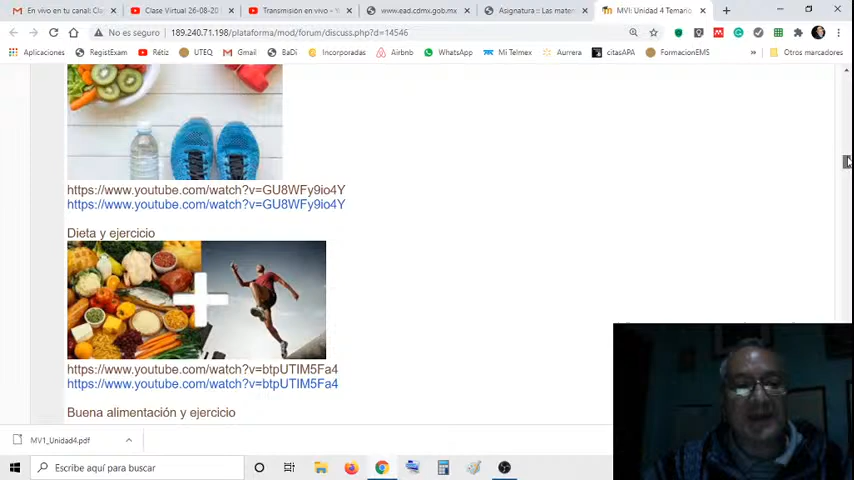 En vivo en tu canal: Cla
Clase Virtual 26-08-20
Transmisión en vivo - Y
www.ead.cdmx.gob.mx
Asignatura :: Las matem
MVI: Unidad 4 Temario
No es seguro | 189.240.71.198/plataforma/mod/forum/discuss.php?d=14546
Aplicaciones
RegistExam
UTEQ
Gmail
BaDI
Incorporadas
Airbnb
WhatsApp
Mi Telmex
Aurrera
citasAPA
FormacionEMS
Otros marcadores
https://www.youtube.com/watch?v=GU8WFy9io4Y
https://www.youtube.com/watch?v=GU8WFy9io4Y
Dieta y ejercicio
https://www.youtube.com/watch?v=btpUTIM5Fa4
https://www.youtube.com/watch?v=btpUTIM5Fa4
Buena alimentación y ejercicio
MV1_Unidad4.pdf
Escribe aquí para buscar